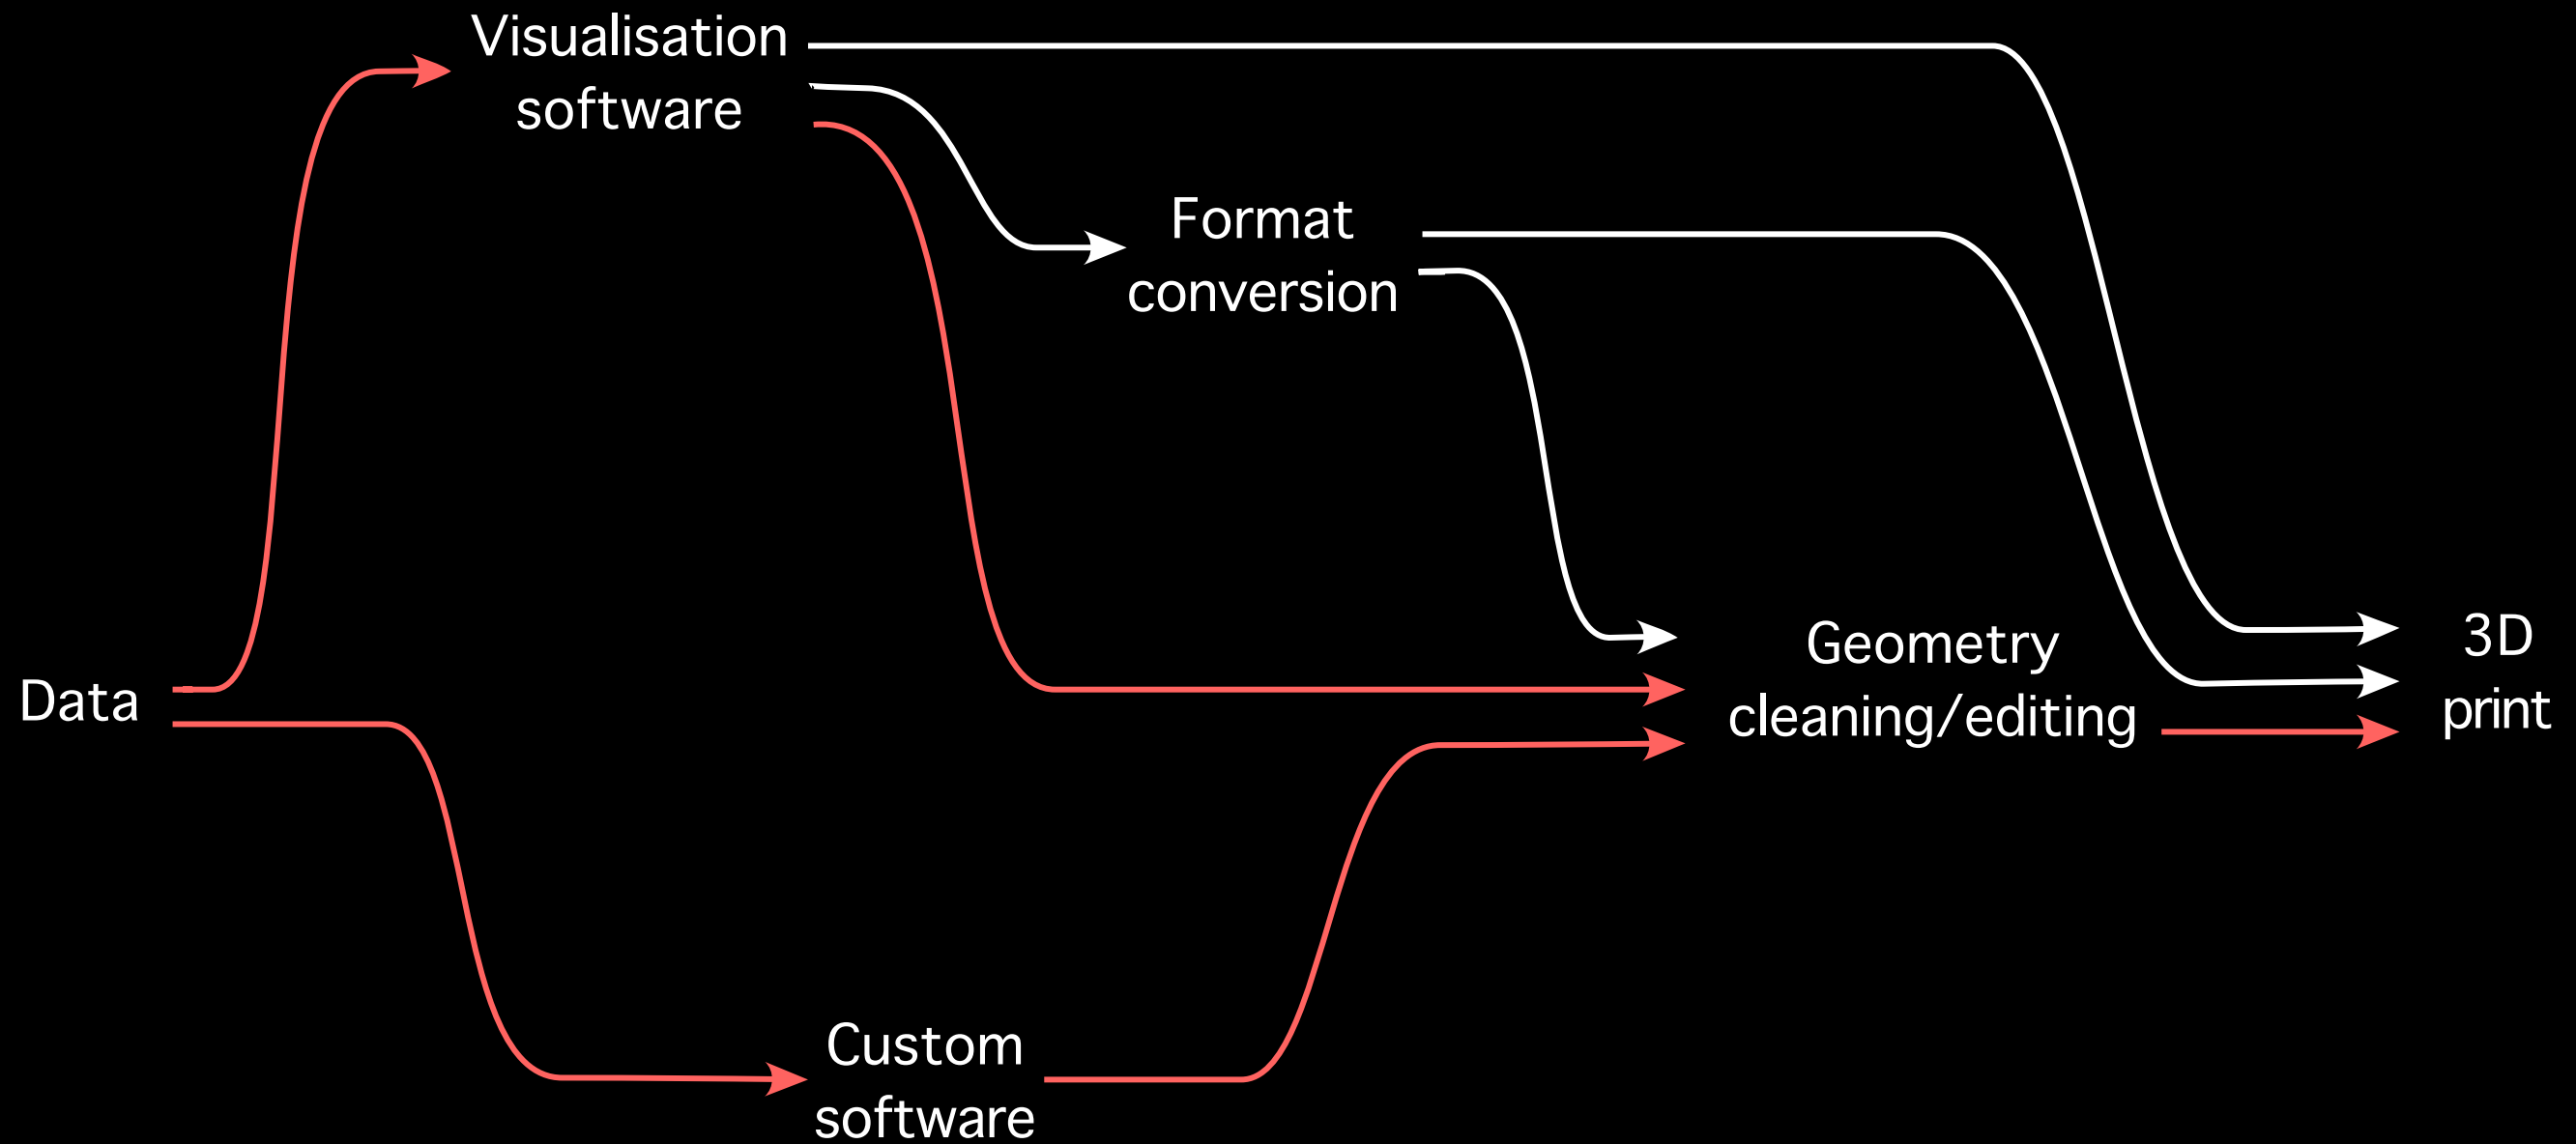 Visualisation
software
Format
conversion
Data
Geometry
cleaning/editing
3D
print
Custom
software